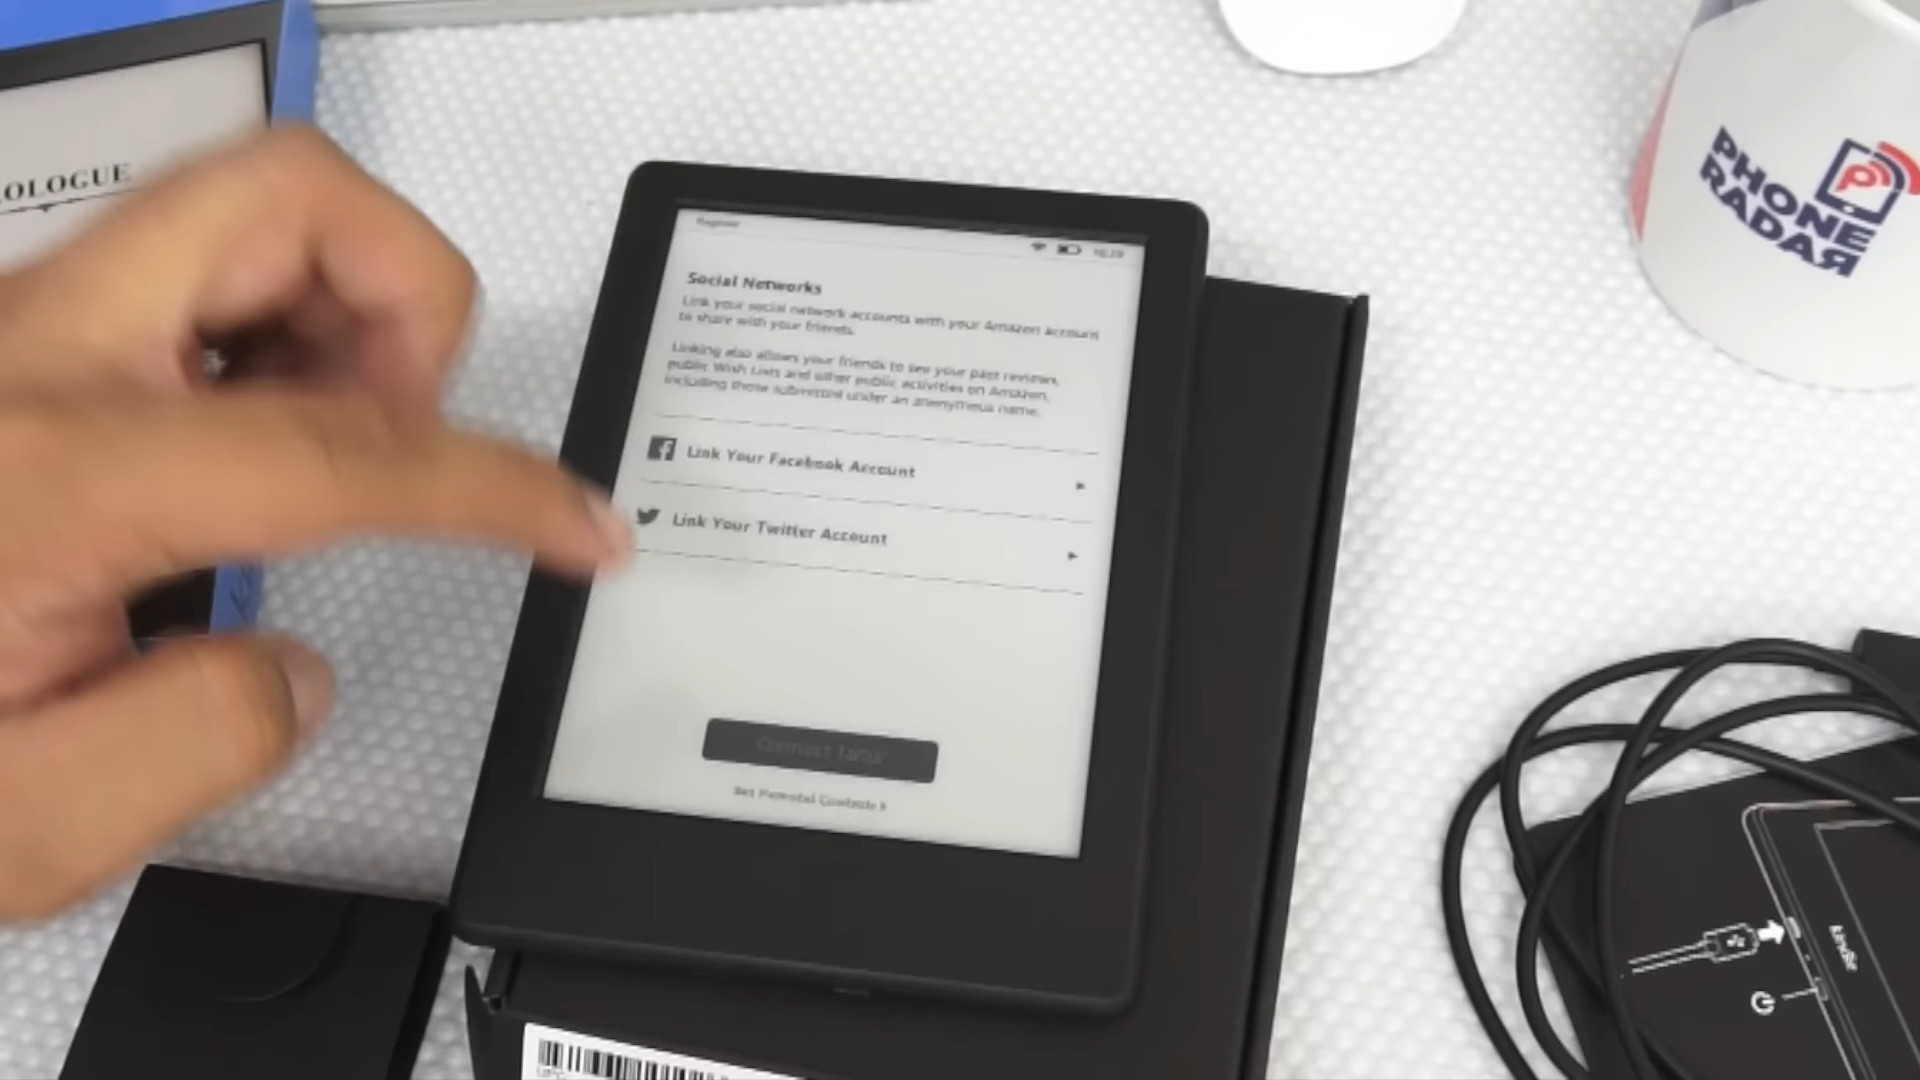 OLOGUE
Register
Social Networks
Link your social network accounts with your Amazon account
to share with your friends.
Linking also allows your friends to see your past reviews,
public Wish Lists and other public activities on Amazon,
including those submitted under an anonymous name.
Link Your Facebook Account
Link Your Twitter Account
Connect Later
Set Parental Controls
PHONE
RADAR
P
kindle